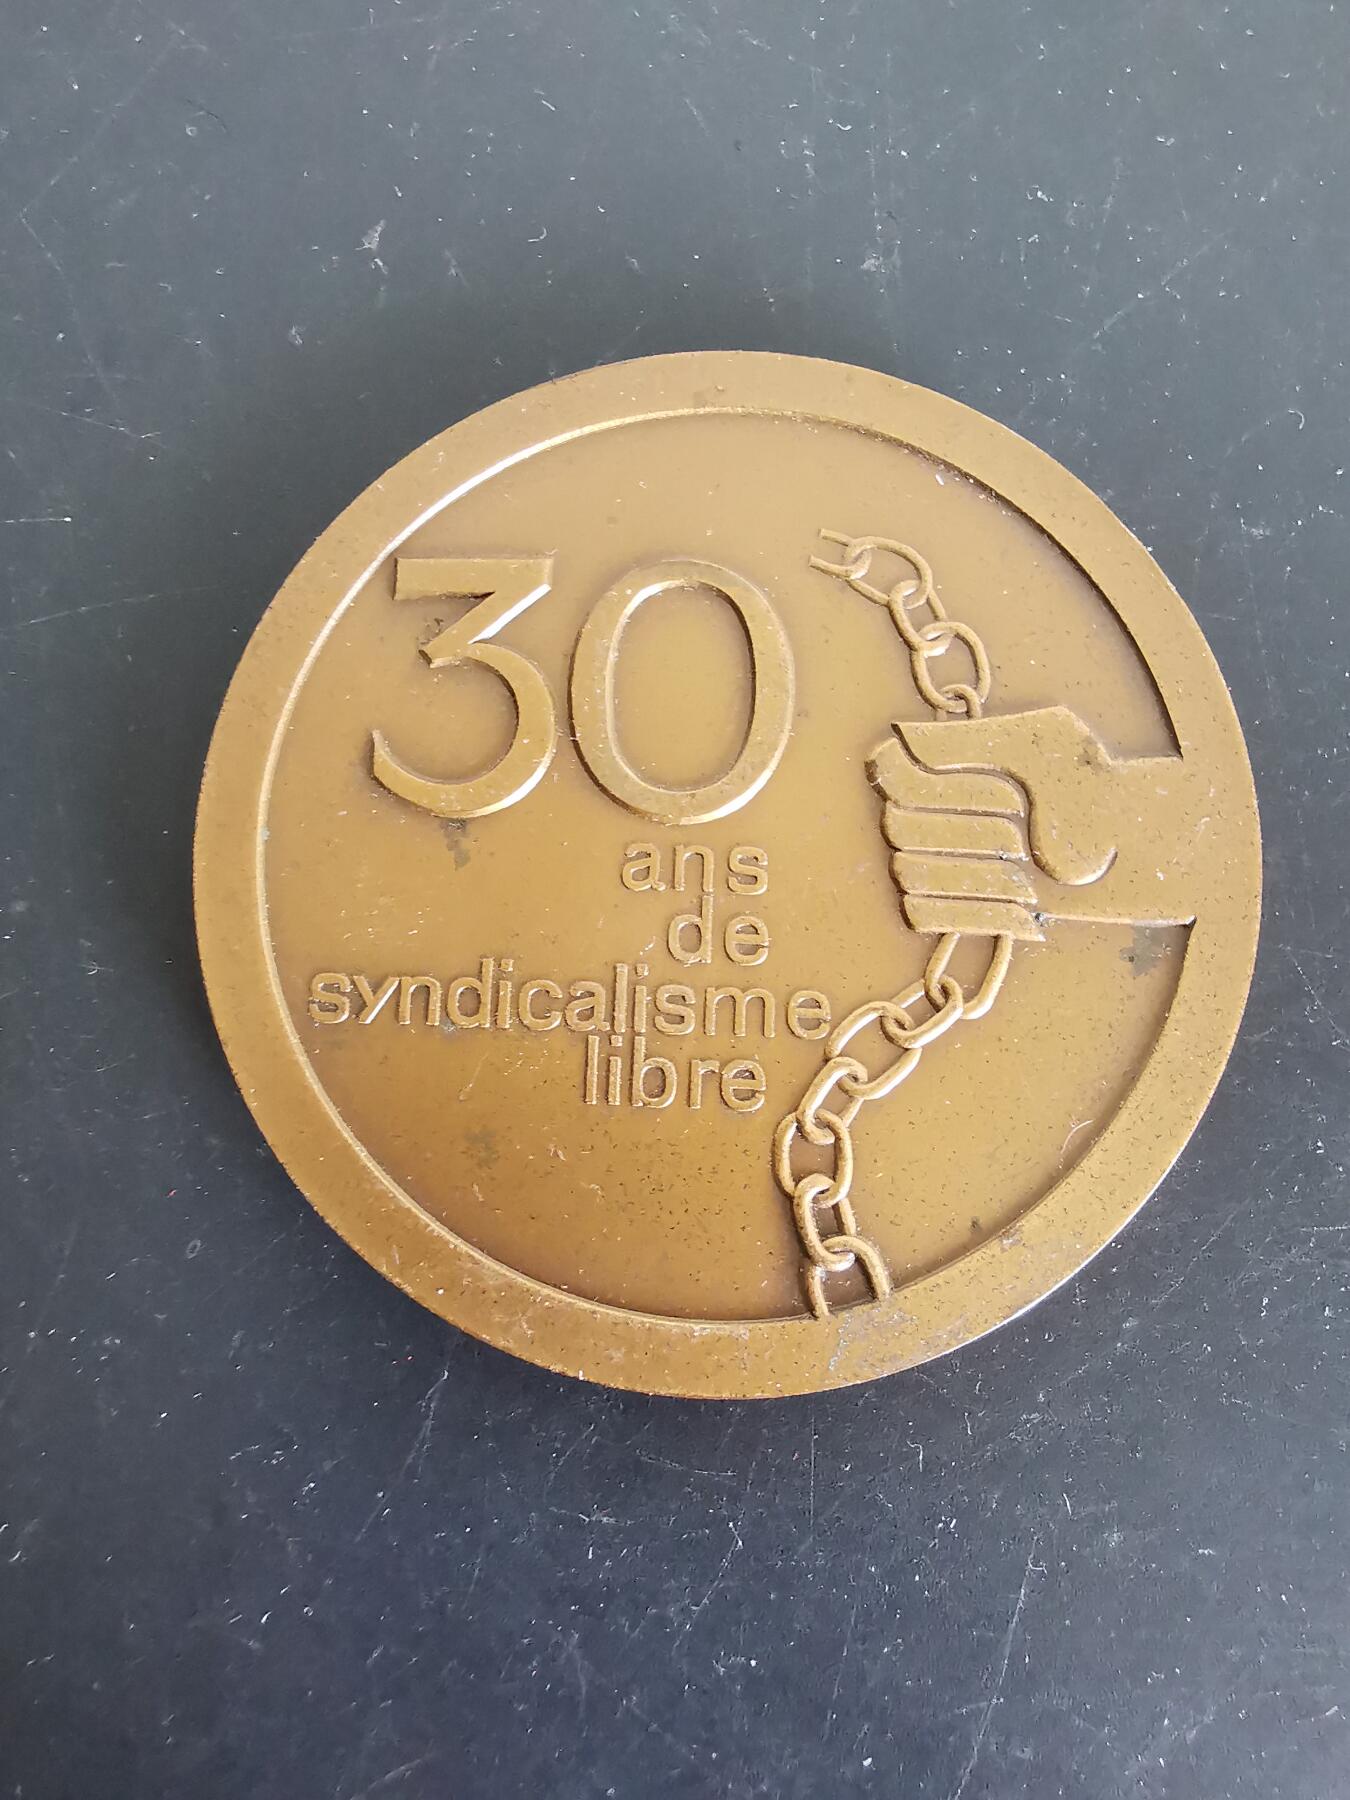 30
ans
de
syndicalisme
libre